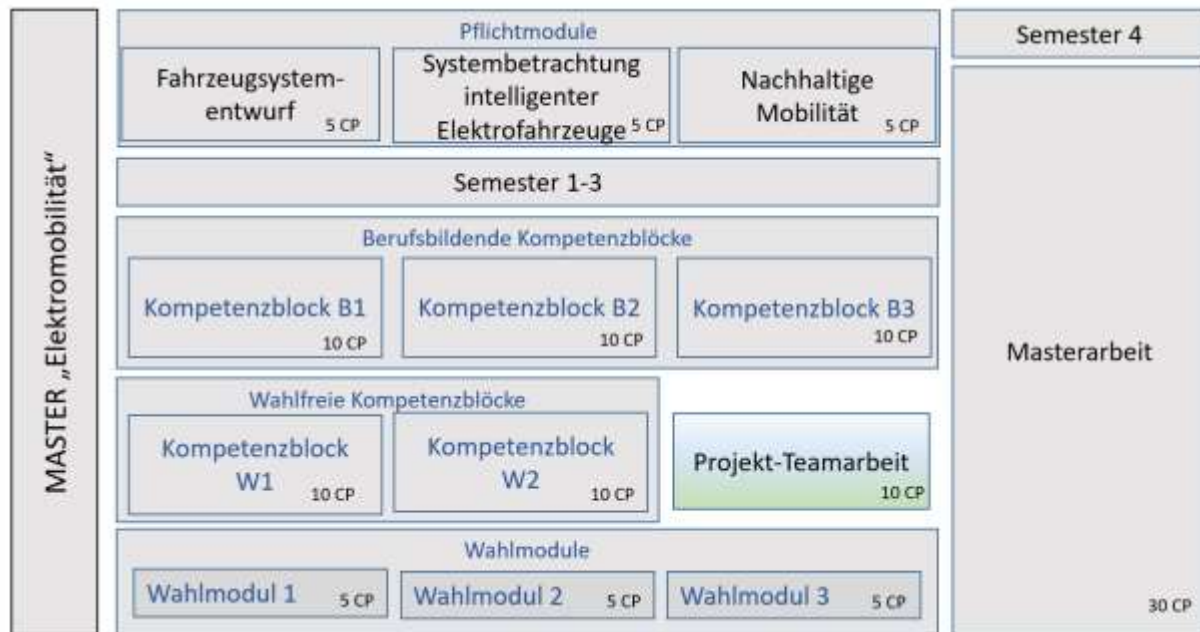 MASTER „Elektromobilität“
Pflichtmodule
Fahrzeugsystem-
entwurf
5 CP
Systembetrachtung
intelligenter
Elektrofahrzeuge
5 CP
Nachhaltige
Mobilität
5 CP
Semester 1-3
Berufsbildende Kompetenzblöcke
Kompetenzblock B1
10 CP
Kompetenzblock B2
10 CP
Kompetenzblock B3
10 CP
Wahlfreie Kompetenzblöcke
Kompetenzblock
W1
10 CP
Kompetenzblock
W2
10 CP
Projekt-Teamarbeit
10 CP
Wahlmodule
Wahlmodul 1
5 CP
Wahlmodul 2
5 CP
Wahlmodul 3
5 CP
Semester 4
Masterarbeit
30 CP